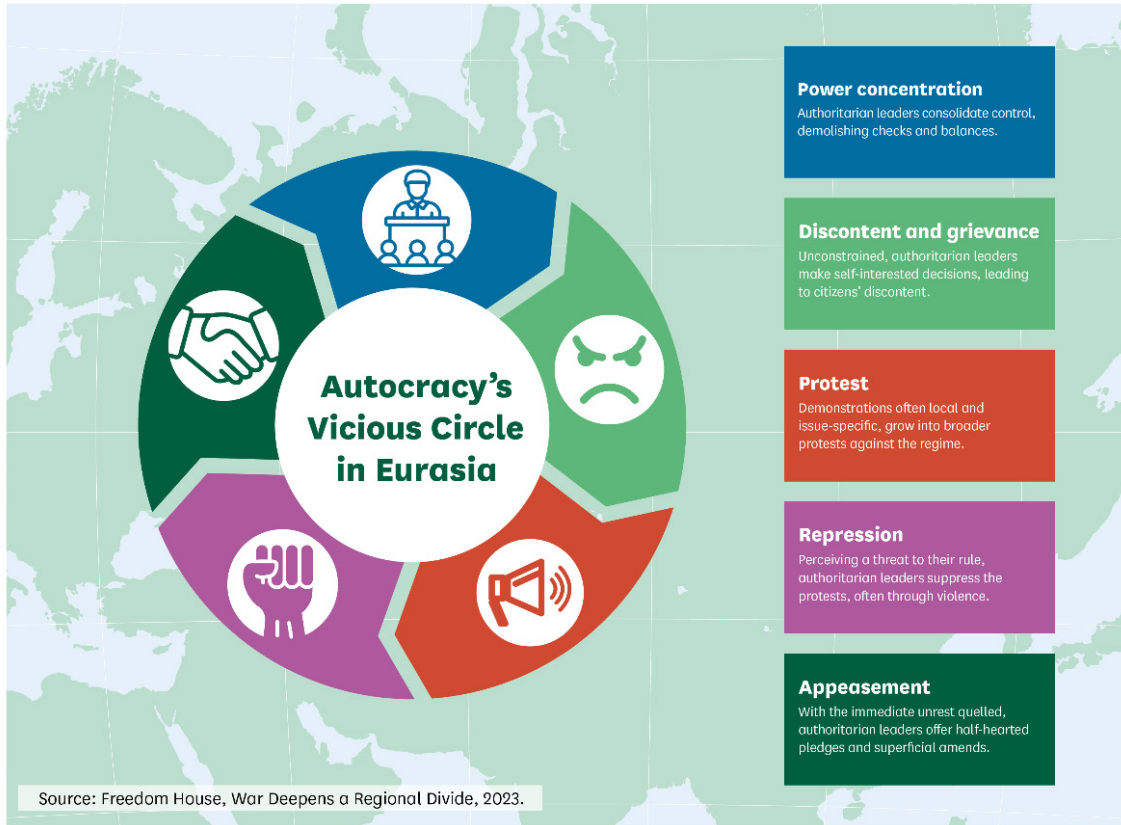 Autocracy's
Vicious Circle
in Eurasia
Power concentration
Authoritarian leaders consolidate control,
demolishing checks and balances.
Discontent and grievance
Unconstrained, authoritarian leaders
make self-interested decisions, leading
to citizens' discontent.
Protest
Demonstrations often local and
issue-specific, grow into broader
protests against the regime.
Repression
Perceiving a threat to their rule,
authoritarian leaders suppress the
protests, often through violence.
Appeasement
With the immediate unrest quelled,
authoritarian leaders offer half-hearted
pledges and superficial amends.
Source: Freedom House, War Deepens a Regional Divide, 2023.